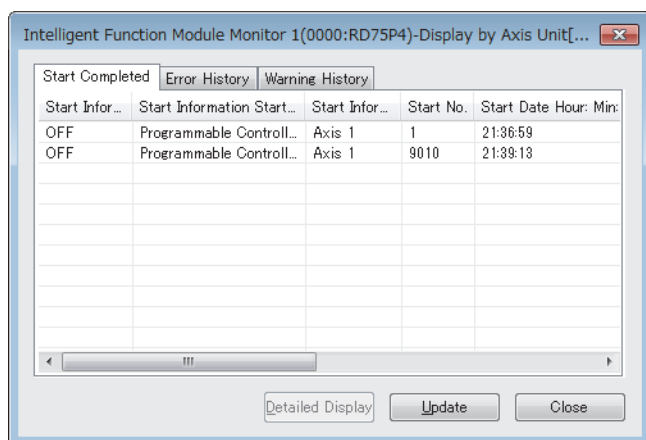 Intelligent Function Module Monitor 1(0000:RD75P4)-Display by Axis Unit[...
Start Completed Error History Warning History
Start Infor... Start Information Start... Start Infor... Start No. Start Date Hour: Min:
OFF Programmable Controll... Axis 1 1 21:36:59
OFF Programmable Controll... Axis 1 9010 21:39:13
Detailed Display Update Close